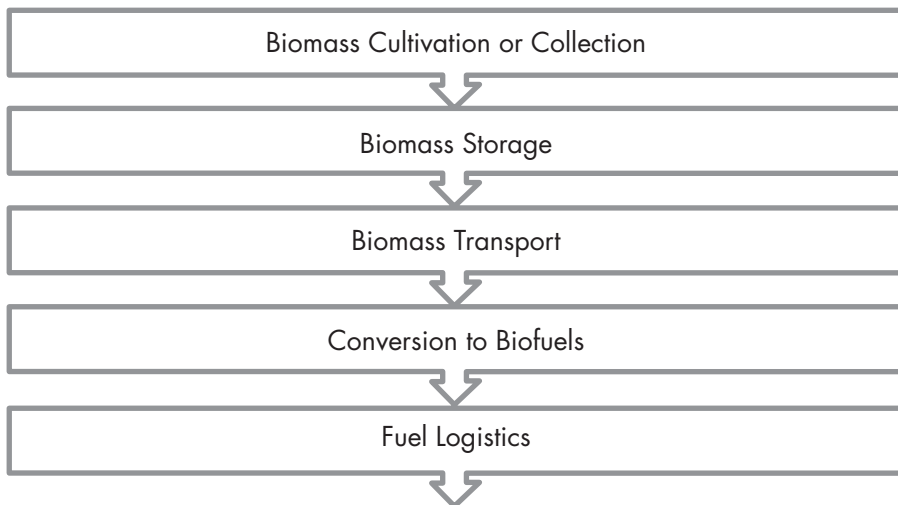 Biomass Cultivation or Collection
Biomass Storage
Biomass Transport
Conversion to Biofuels
Fuel Logistics